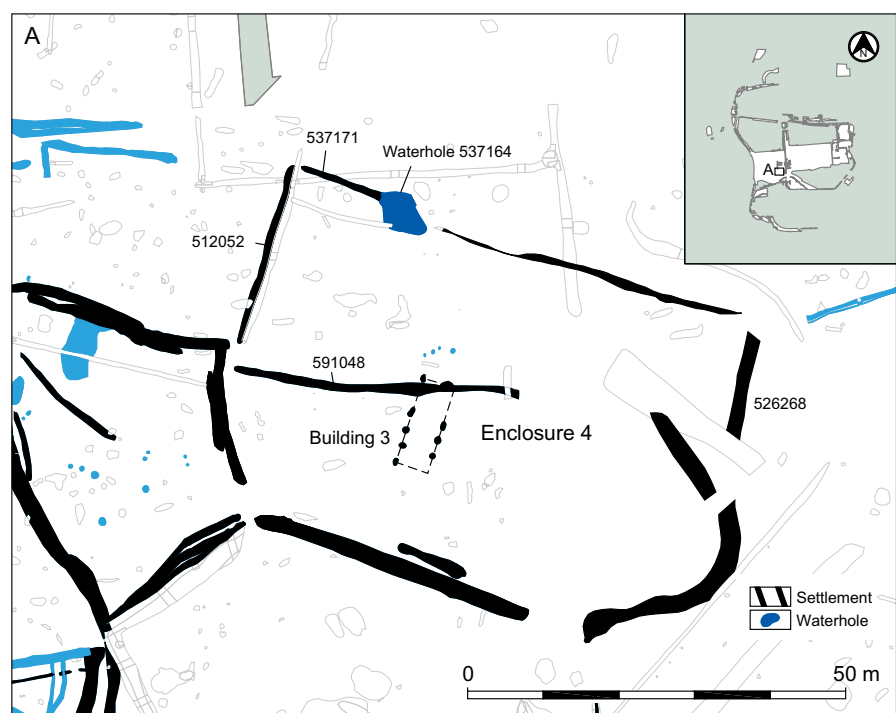 A
N
A
537171
Waterhole 537164
512052
591048
526268
Building 3
Enclosure 4
Settlement
Waterhole
0
50 m